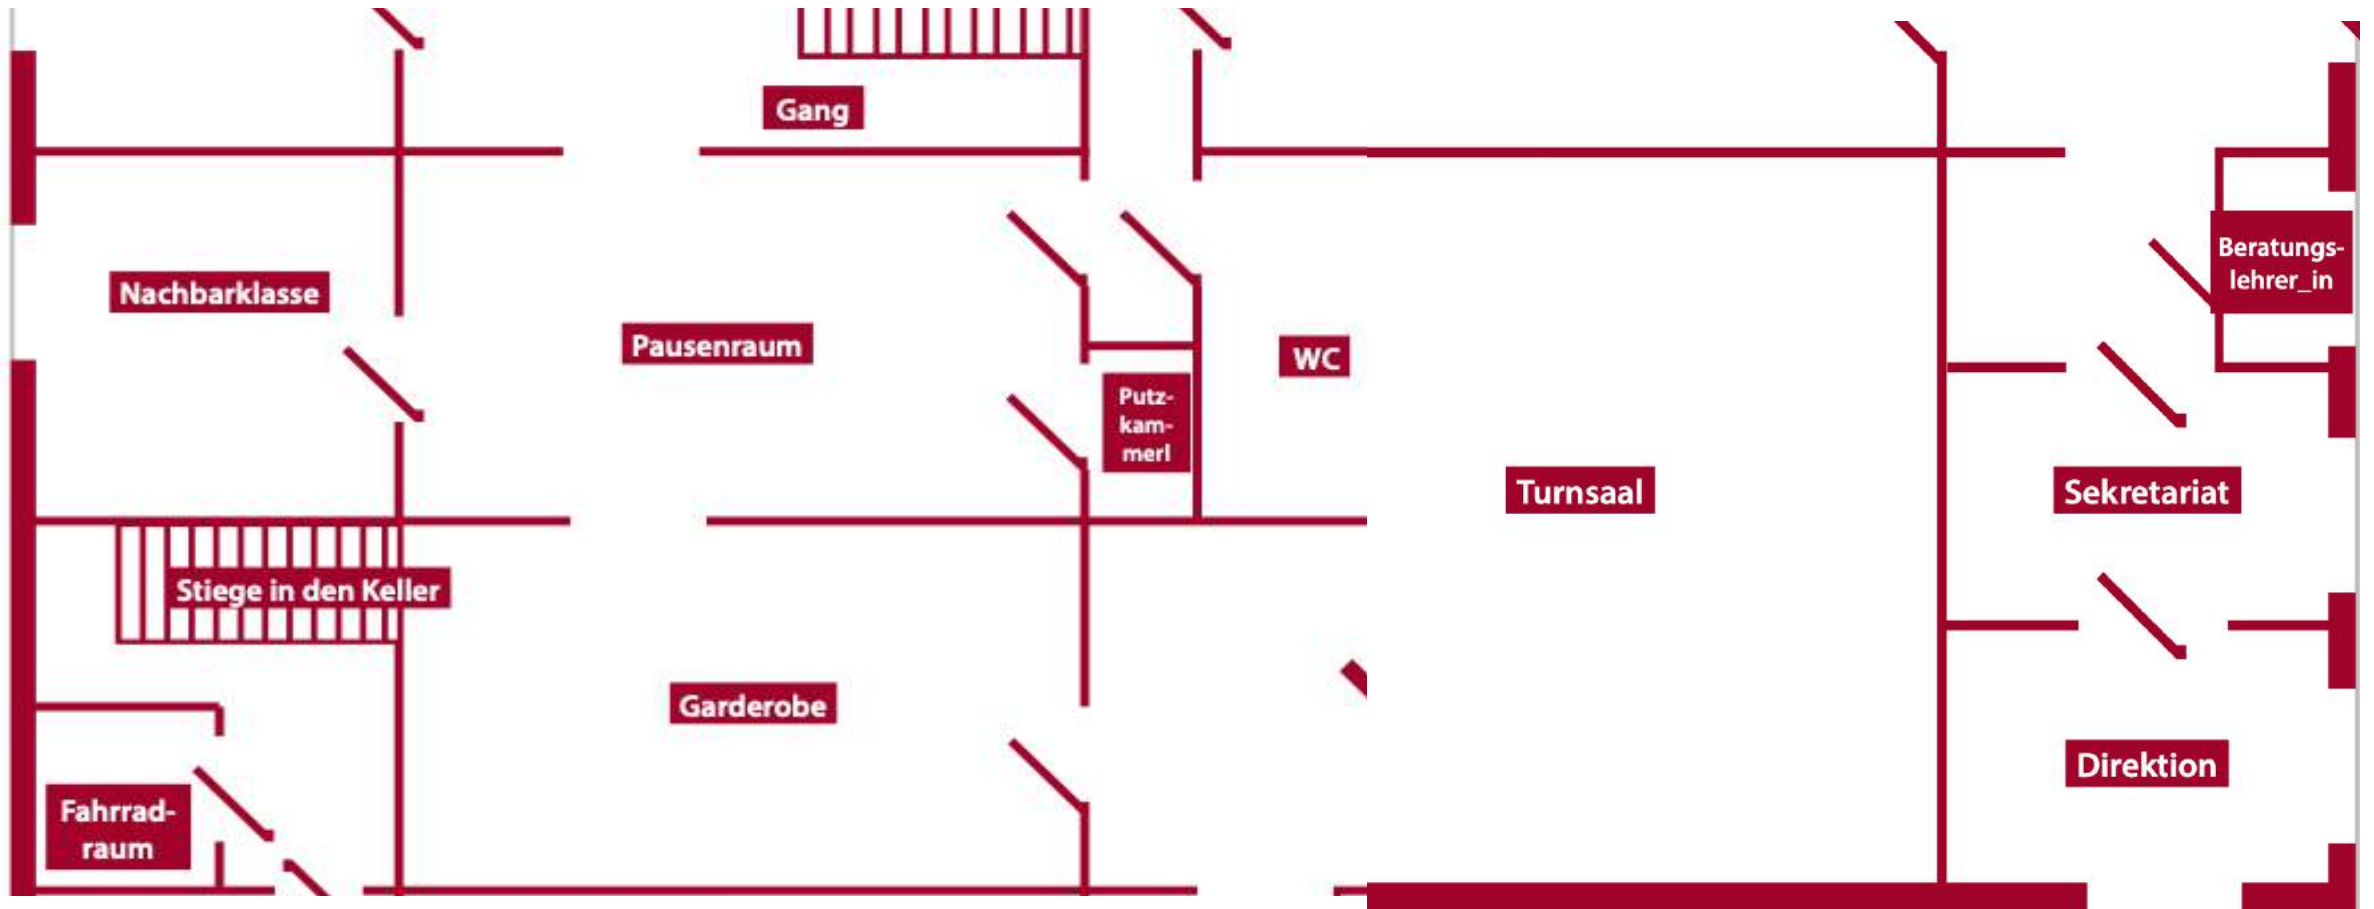 Gang
Nachbarklasse
Pausenraum
WC
Putz-
kam-
merl
Beratungs-
lehrer_in
Turnsaal
Sekretariat
Stiege in den Keller
Garderobe
Direktion
Fahrrad-
raum